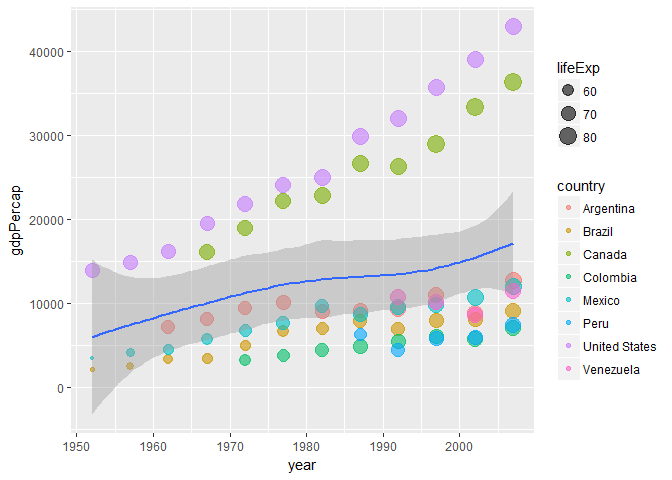 40000
30000
20000
10000
0
gdpPercap
1950
1960
1970
1980
1990
2000
year
lifeExp
60
70
80
country
Argentina
Brazil
Canada
Colombia
Mexico
Peru
United States
Venezuela